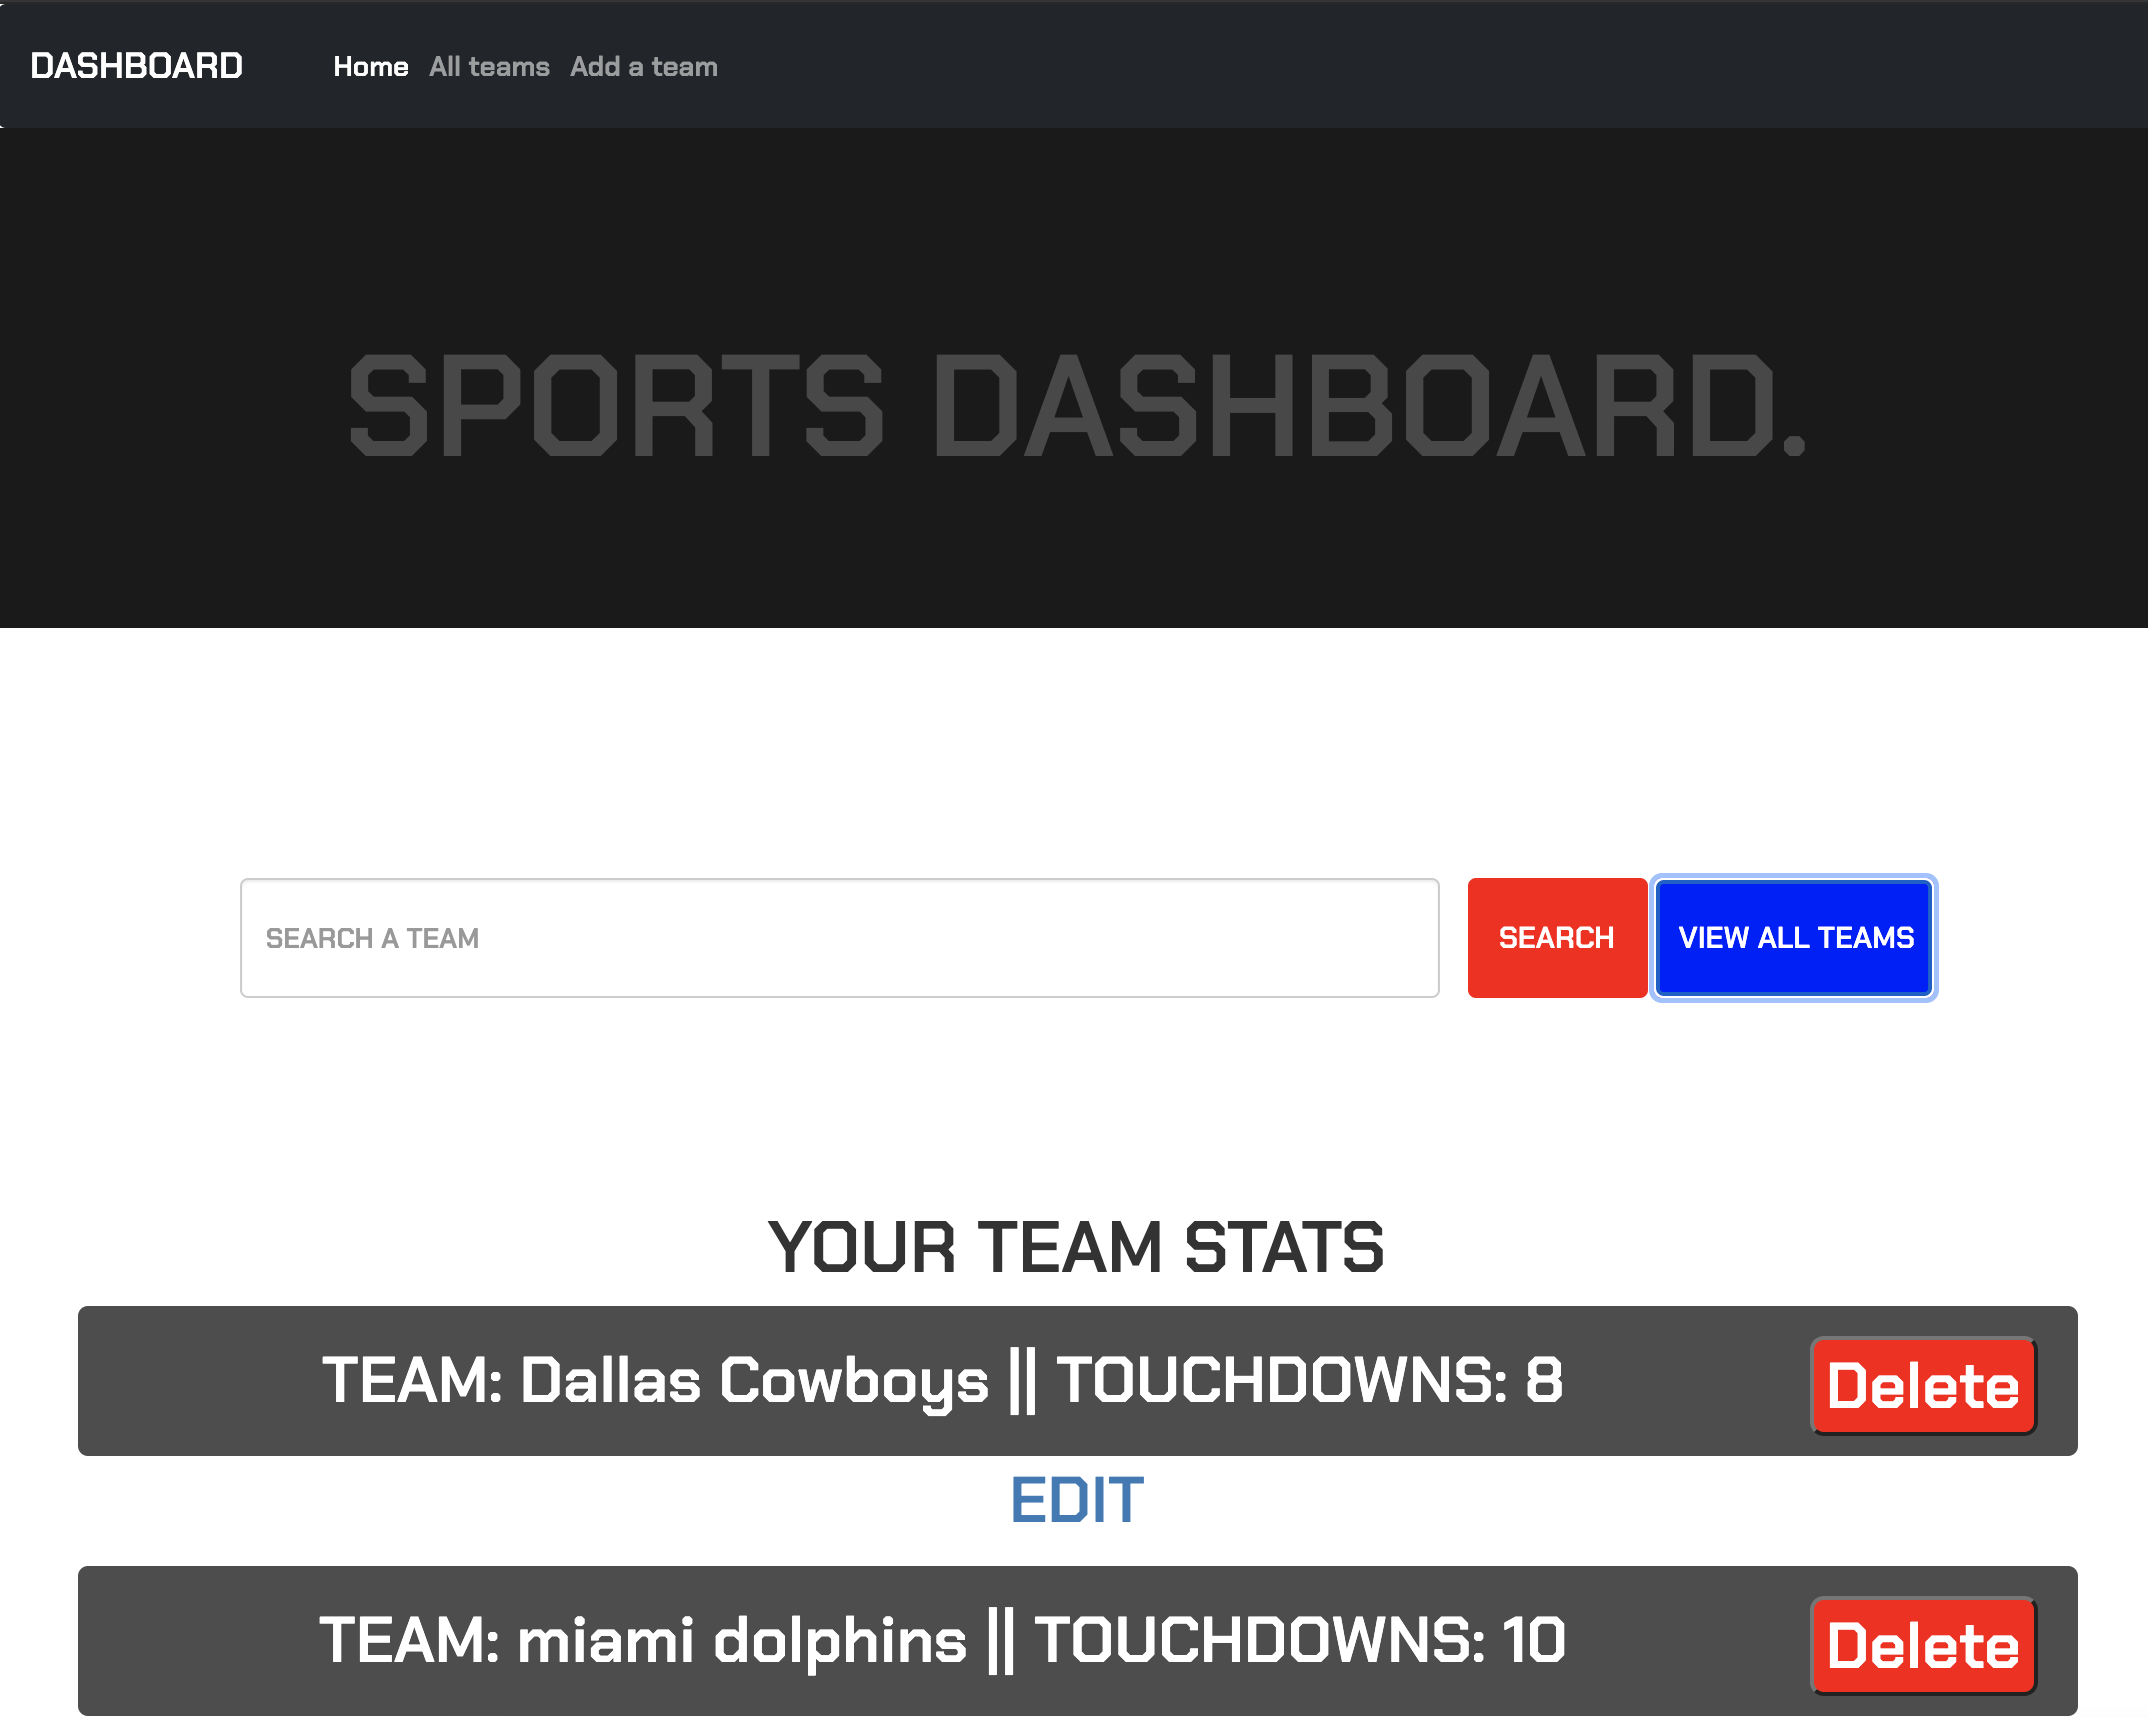 DASHBOARD Home All teams Add a team
SPORTS DASHBOARD.
SEARCH A TEAM SEARCH VIEW ALL TEAMS
YOUR TEAM STATS
TEAM: Dallas Cowboys || TOUCHDOWNS: 8 Delete
EDIT
TEAM: miami dolphins || TOUCHDOWNS: 10 Delete